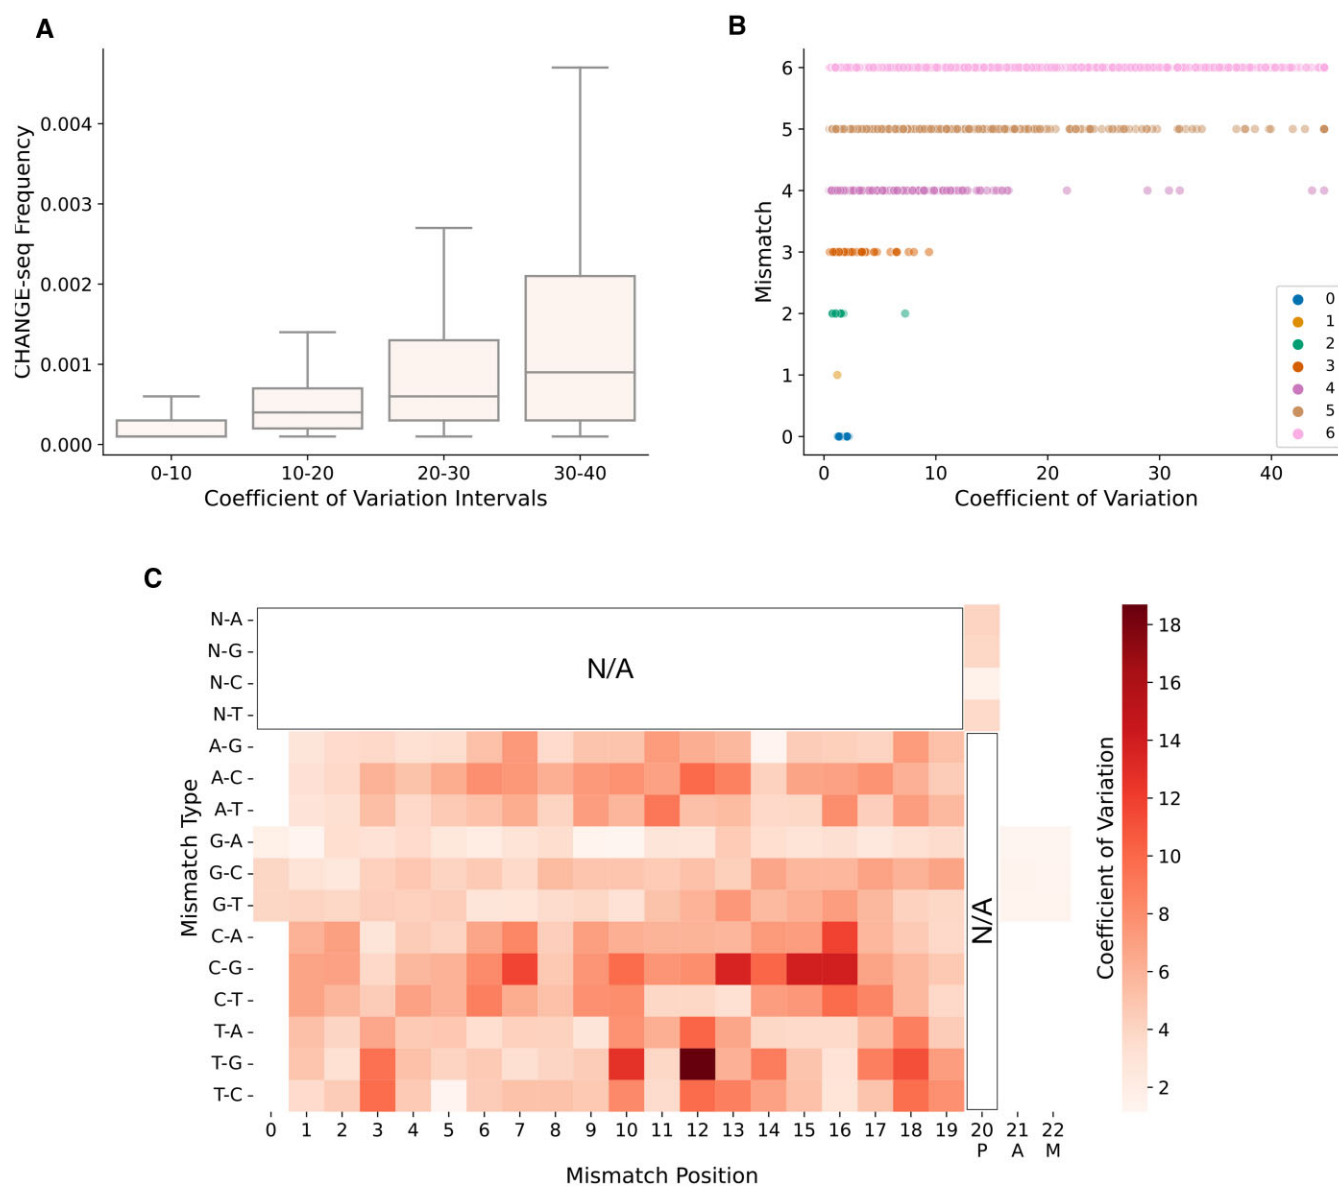 A
CHANGE-seq Frequency
0.004
0.003
0.002
0.001
0.000
0-10 10-20 20-30 30-40
Coefficient of Variation Intervals
B
Mismatch
6
5
4
3
2
1
0
0 10 20 30 40
Coefficient of Variation
0
1
2
3
4
5
6
C
Mismatch Type
N-A
N-G
N-C
N-T
A-G
A-C
A-T
G-A
G-C
G-T
C-A
C-G
C-T
T-A
T-G
T-C
N/A
N/A
0 1 2 3 4 5 6 7 8 9 10 11 12 13 14 15 16 17 18 19 20 21 22
P A M
Mismatch Position
Coefficient of Variation
18
16
14
12
10
8
6
4
2